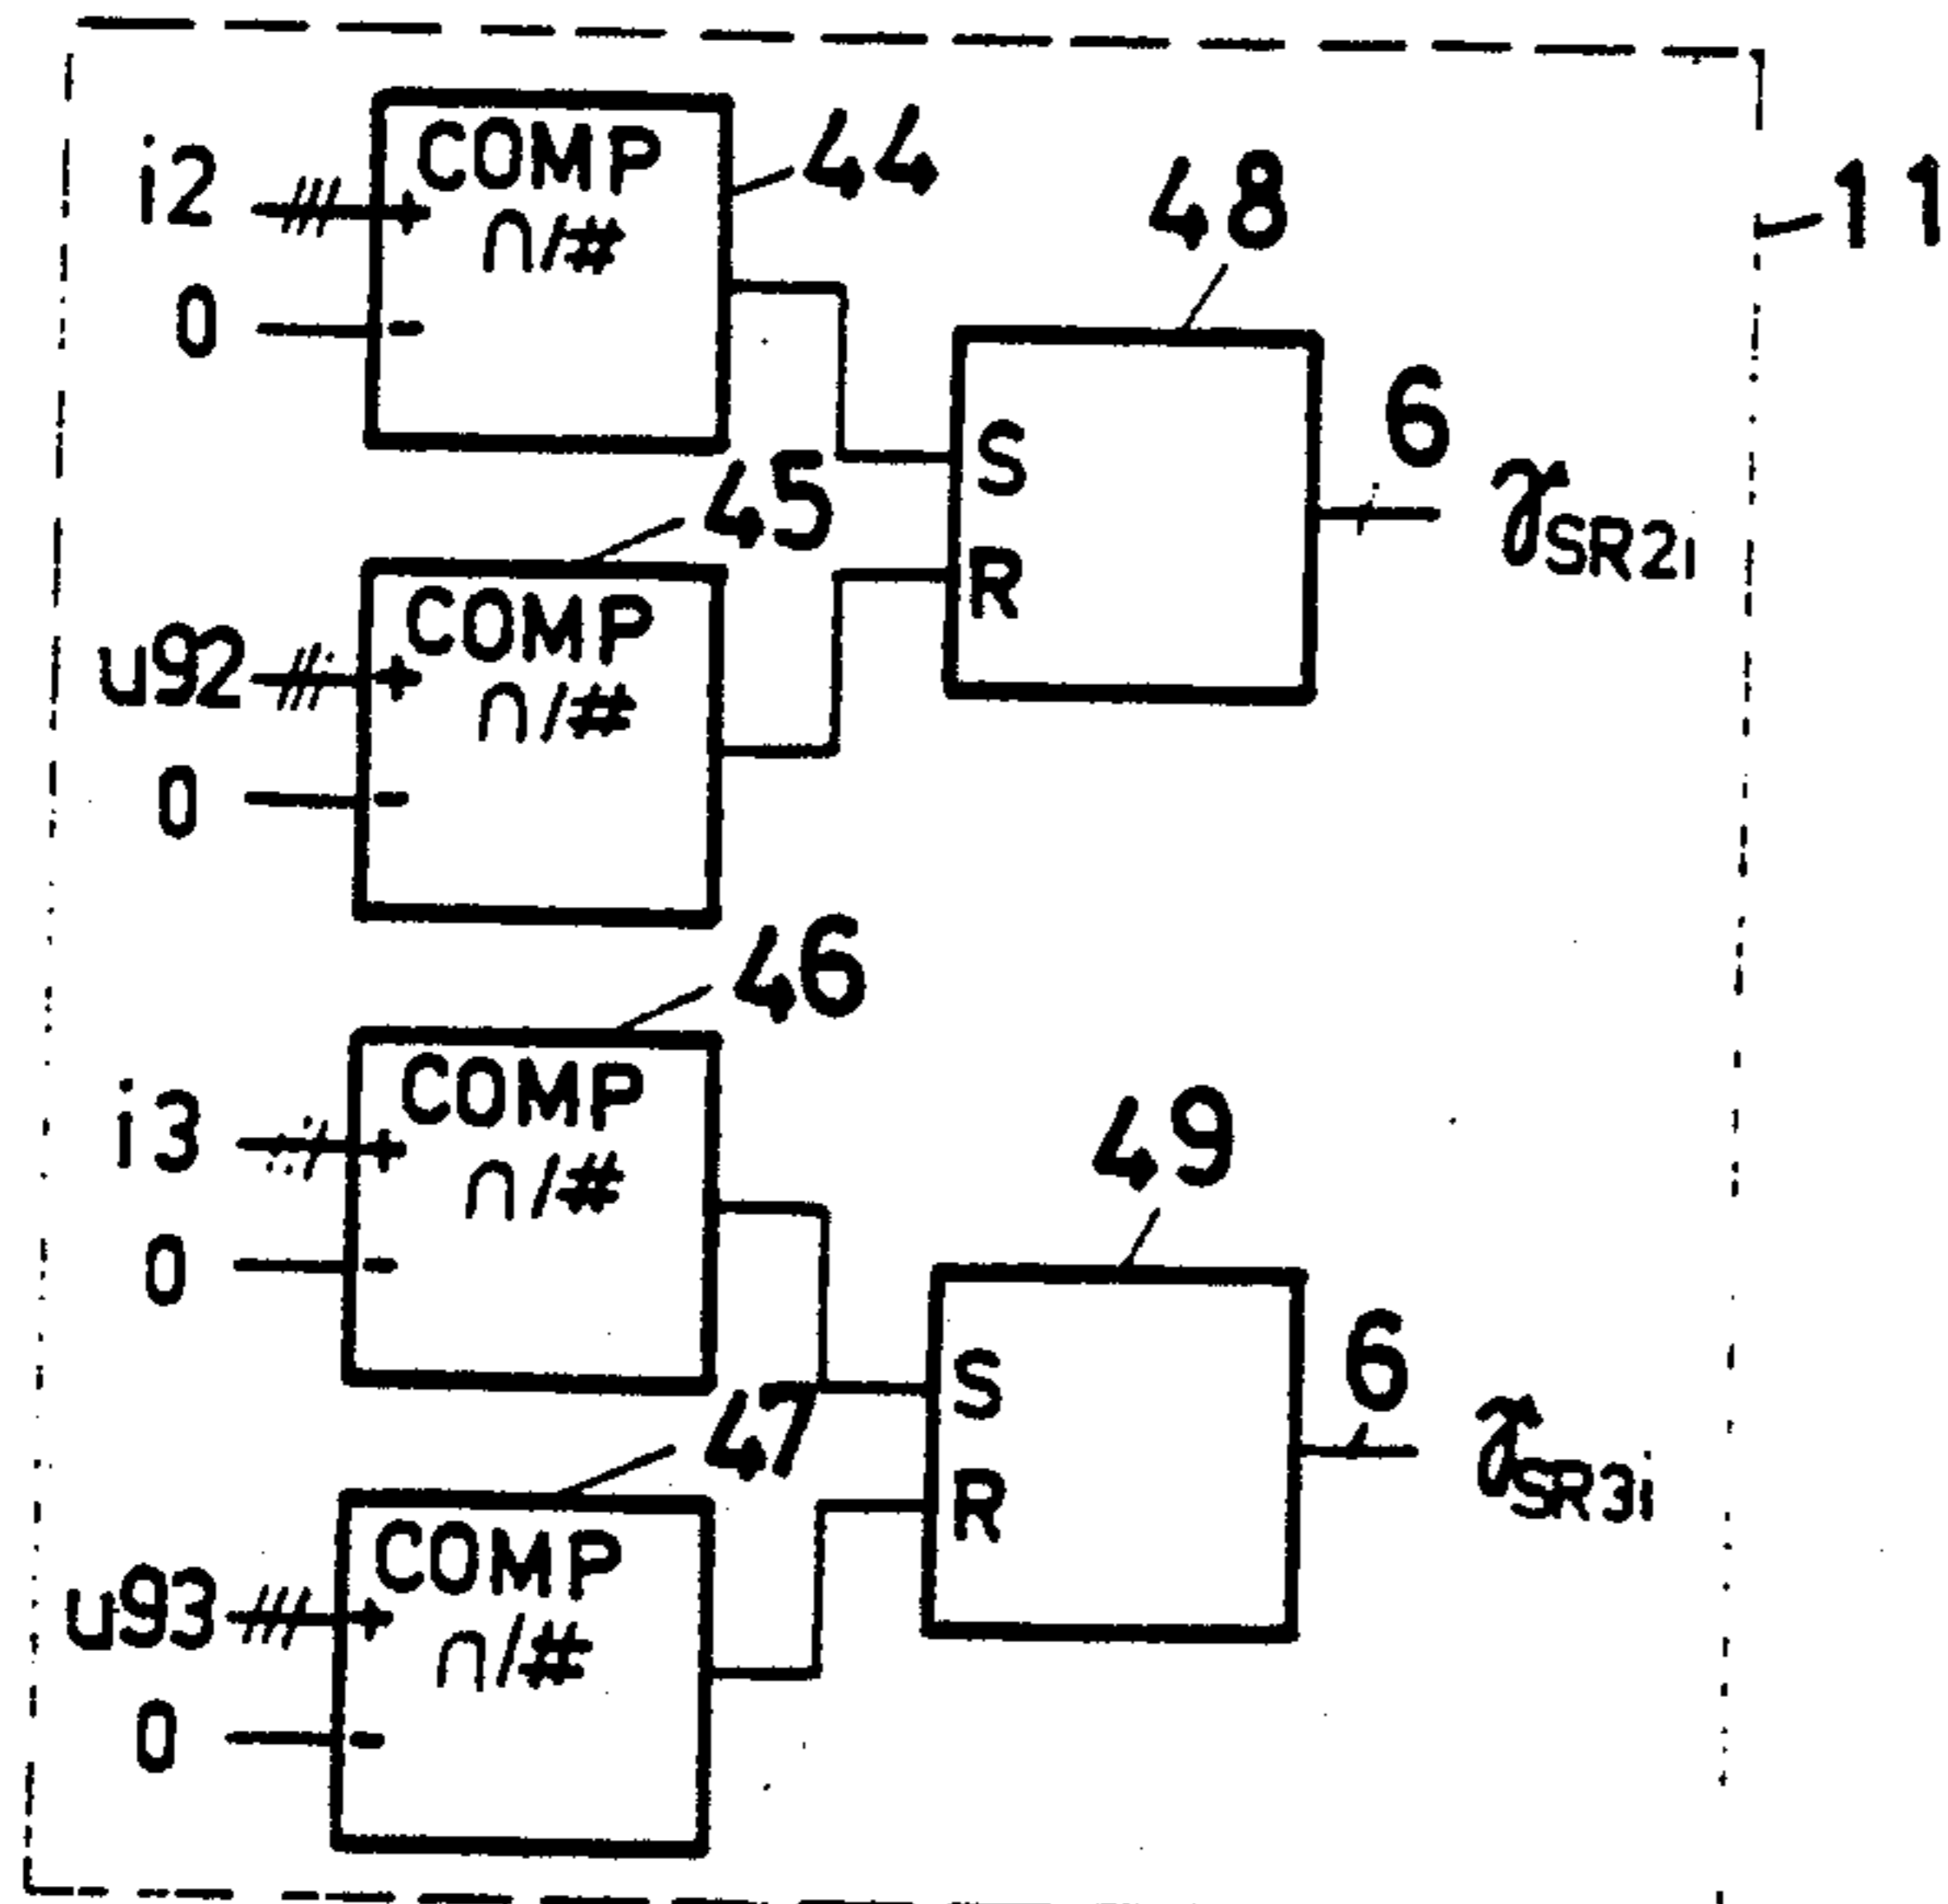 COMP
n/#
i2
+
0
-
44
11
48
S
R
6
γSR2i
45
COMP
n/#
u92
+
0
-
46
COMP
n/#
i3
+
0
-
49
S
R
6
γSR3i
47
COMP
n/#
u93
+
0
-